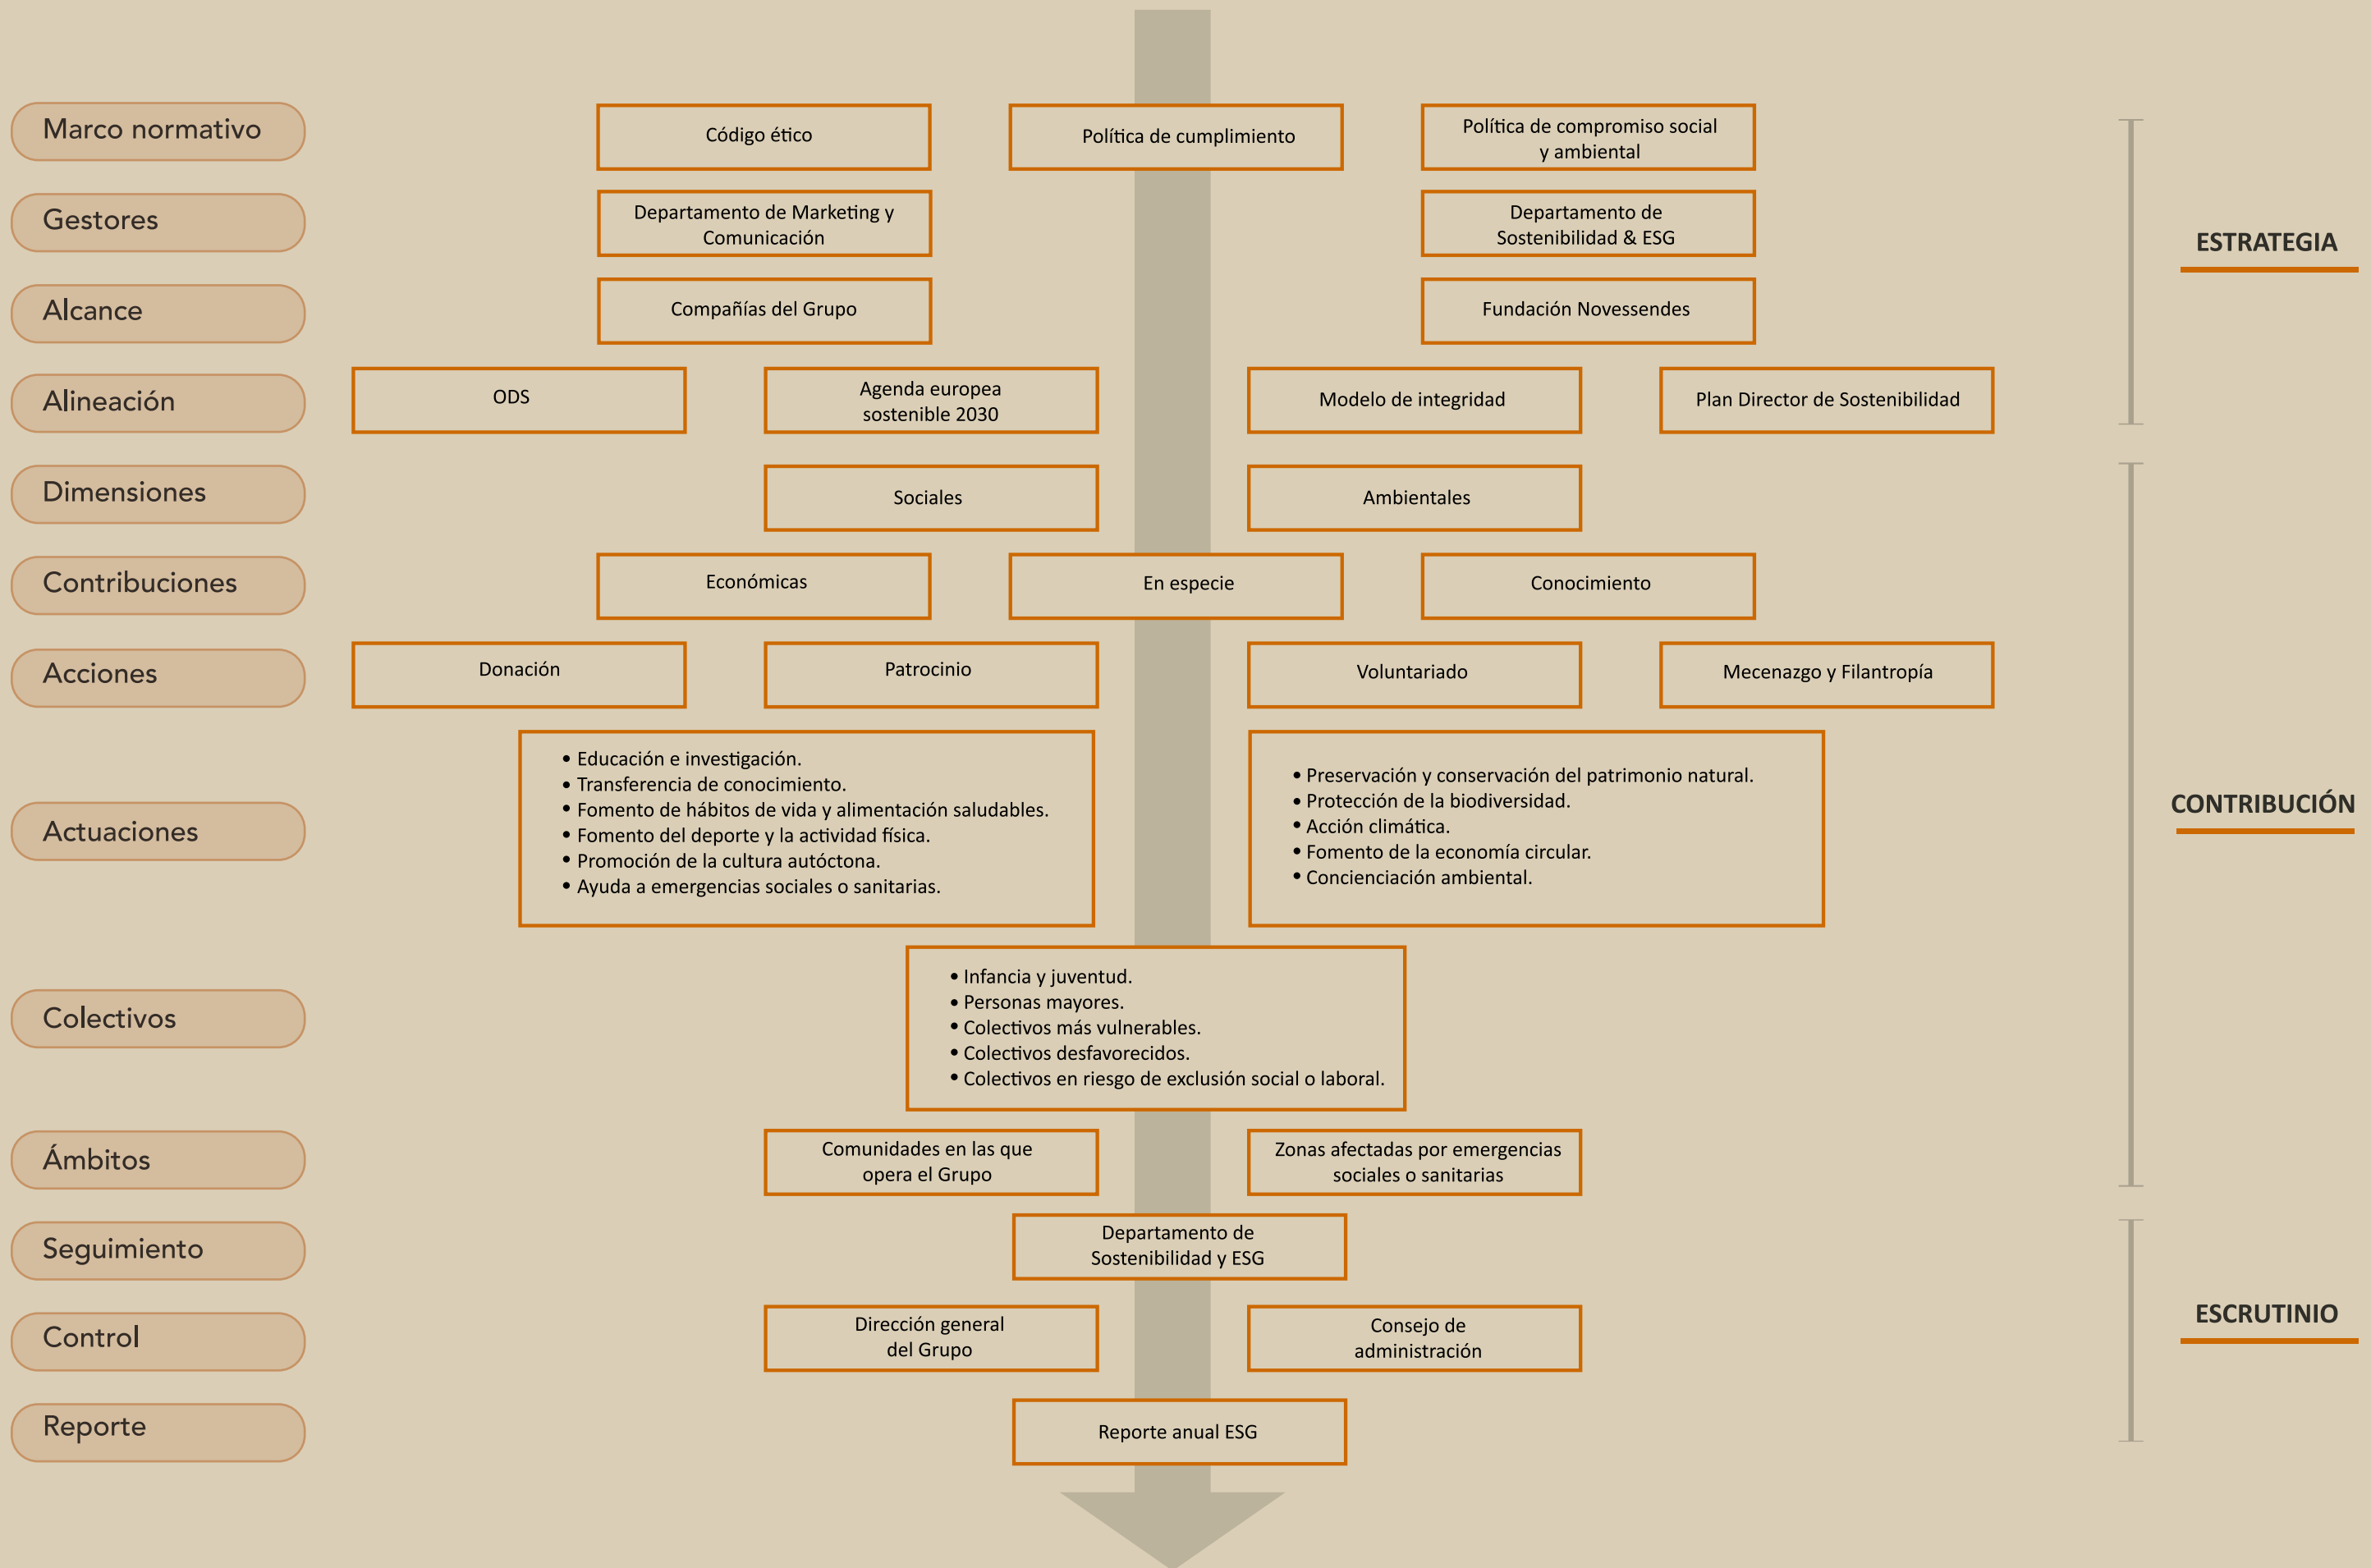 Marco normativo
Código ético
Política de cumplimiento
Política de compromiso social
y ambiental
Gestores
Departamento de Marketing y
Comunicación
Departamento de
Sostenibilidad & ESG
ESTRATEGIA
Alcance
Compañías del Grupo
Fundación Novessendes
Alineación
ODS
Agenda europea
sostenible 2030
Modelo de integridad
Plan Director de Sostenibilidad
Dimensiones
Sociales
Ambientales
Contribuciones
Económicas
En especie
Conocimiento
Acciones
Donación
Patrocinio
Voluntariado
Mecenazgo y Filantropía
Actuaciones
• Educación e investigación.
• Transferencia de conocimiento.
• Fomento de hábitos de vida y alimentación saludables.
• Fomento del deporte y la actividad física.
• Promoción de la cultura autóctona.
• Ayuda a emergencias sociales o sanitarias.
• Preservación y conservación del patrimonio natural.
• Protección de la biodiversidad.
• Acción climática.
• Fomento de la economía circular.
• Concienciación ambiental.
CONTRIBUCIÓN
Colectivos
• Infancia y juventud.
• Personas mayores.
• Colectivos más vulnerables.
• Colectivos desfavorecidos.
• Colectivos en riesgo de exclusión social o laboral.
Ámbitos
Comunidades en las que
opera el Grupo
Zonas afectadas por emergencias
sociales o sanitarias
Seguimiento
Departamento de
Sostenibilidad y ESG
Control
Dirección general
del Grupo
Consejo de
administración
ESCRUTINIO
Reporte
Reporte anual ESG